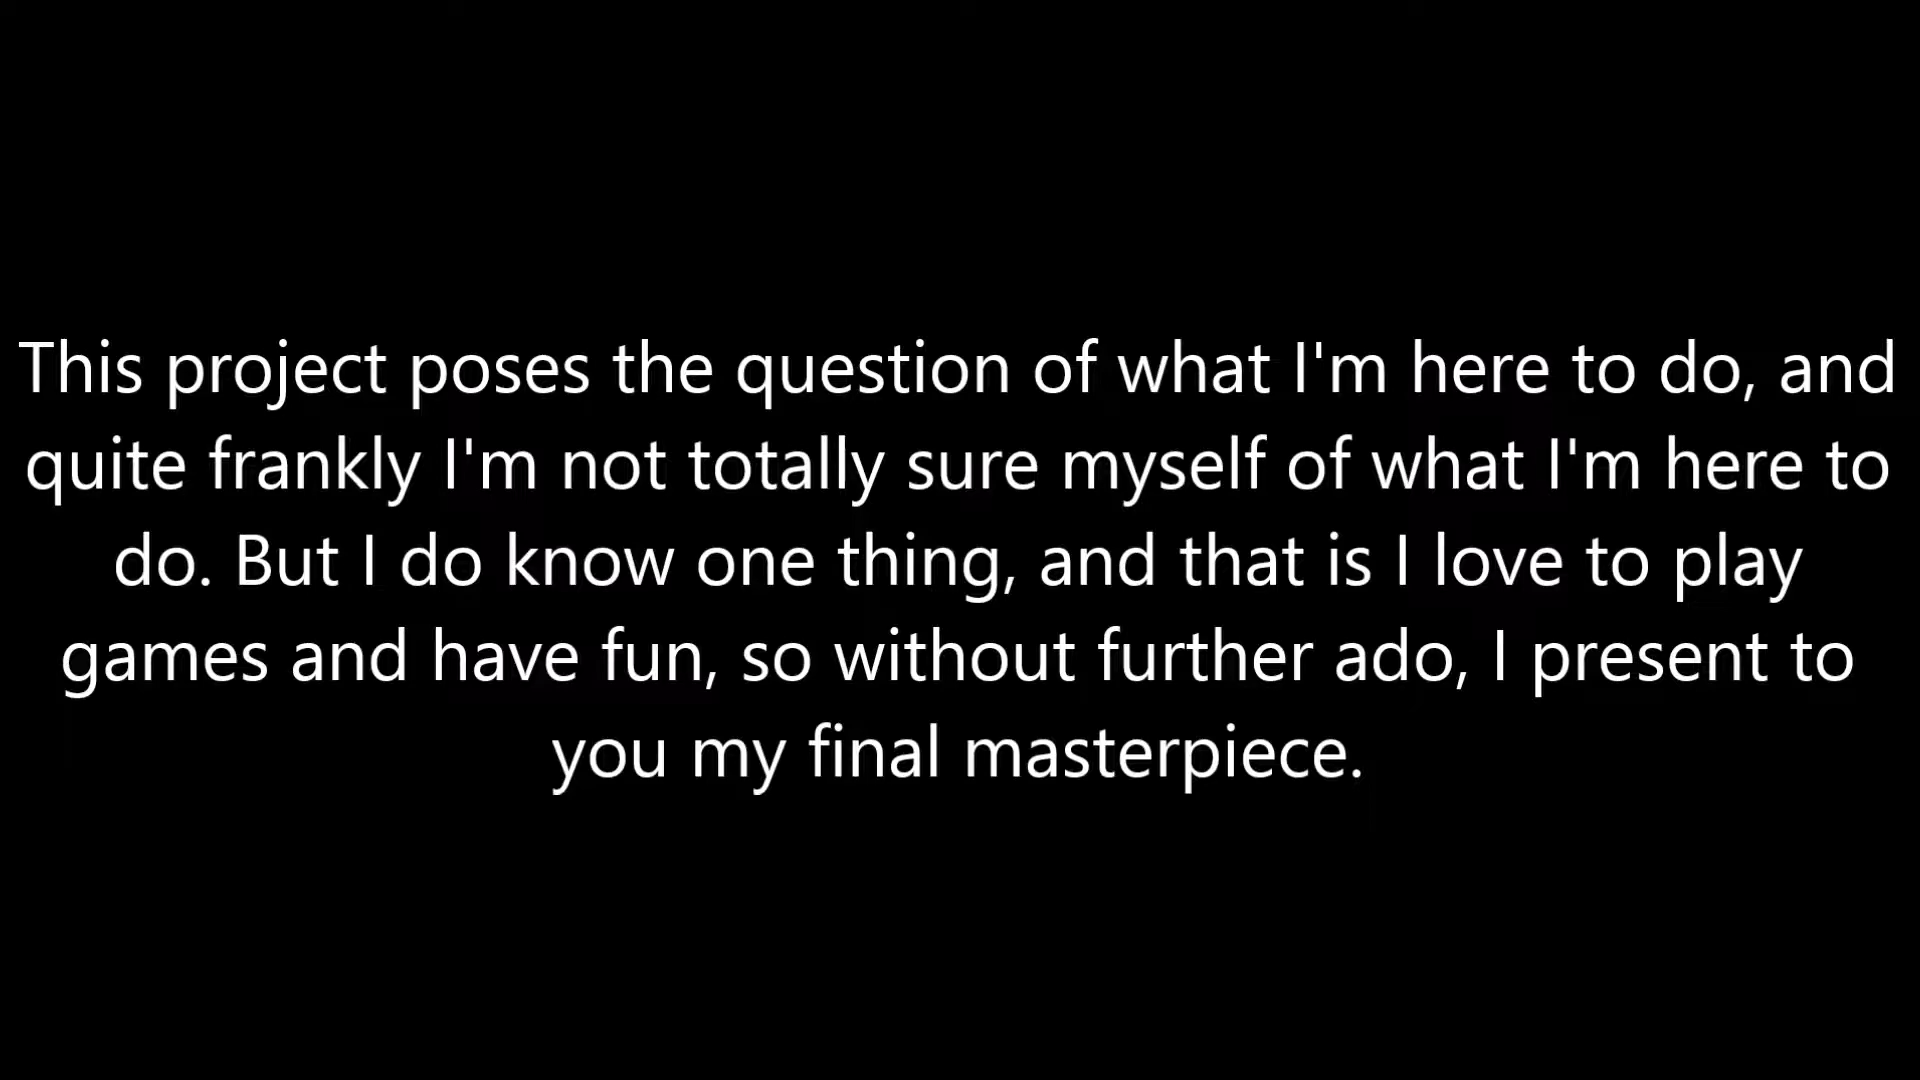 This project poses the question of what I'm here to do, and
quite frankly I'm not totally sure myself of what I'm here to
do. But I do know one thing, and that is I love to play
games and have fun, so without further ado, I present to
you my final masterpiece.